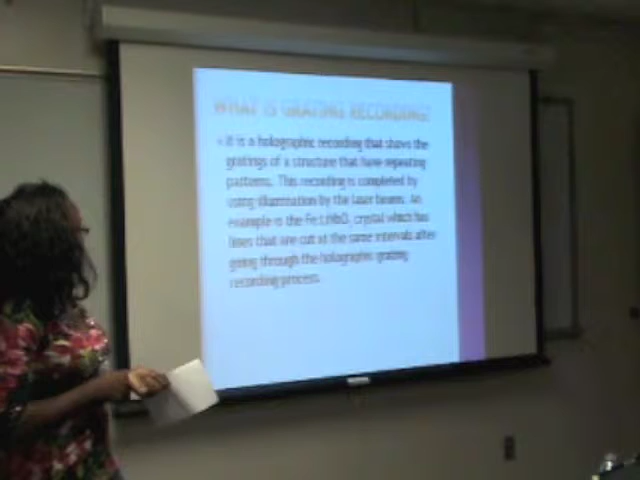 WHAT IS GRATING RECORDING?
• It is a holographic recording that shows the
gratings of a structure that have repeating
patterns. This recording is completed by
using illumination by the laser beams. An
example is the Fe:LiNbO₃ crystal which has
lines that are cut at the same intervals after
going through the holographic grating
recording process.